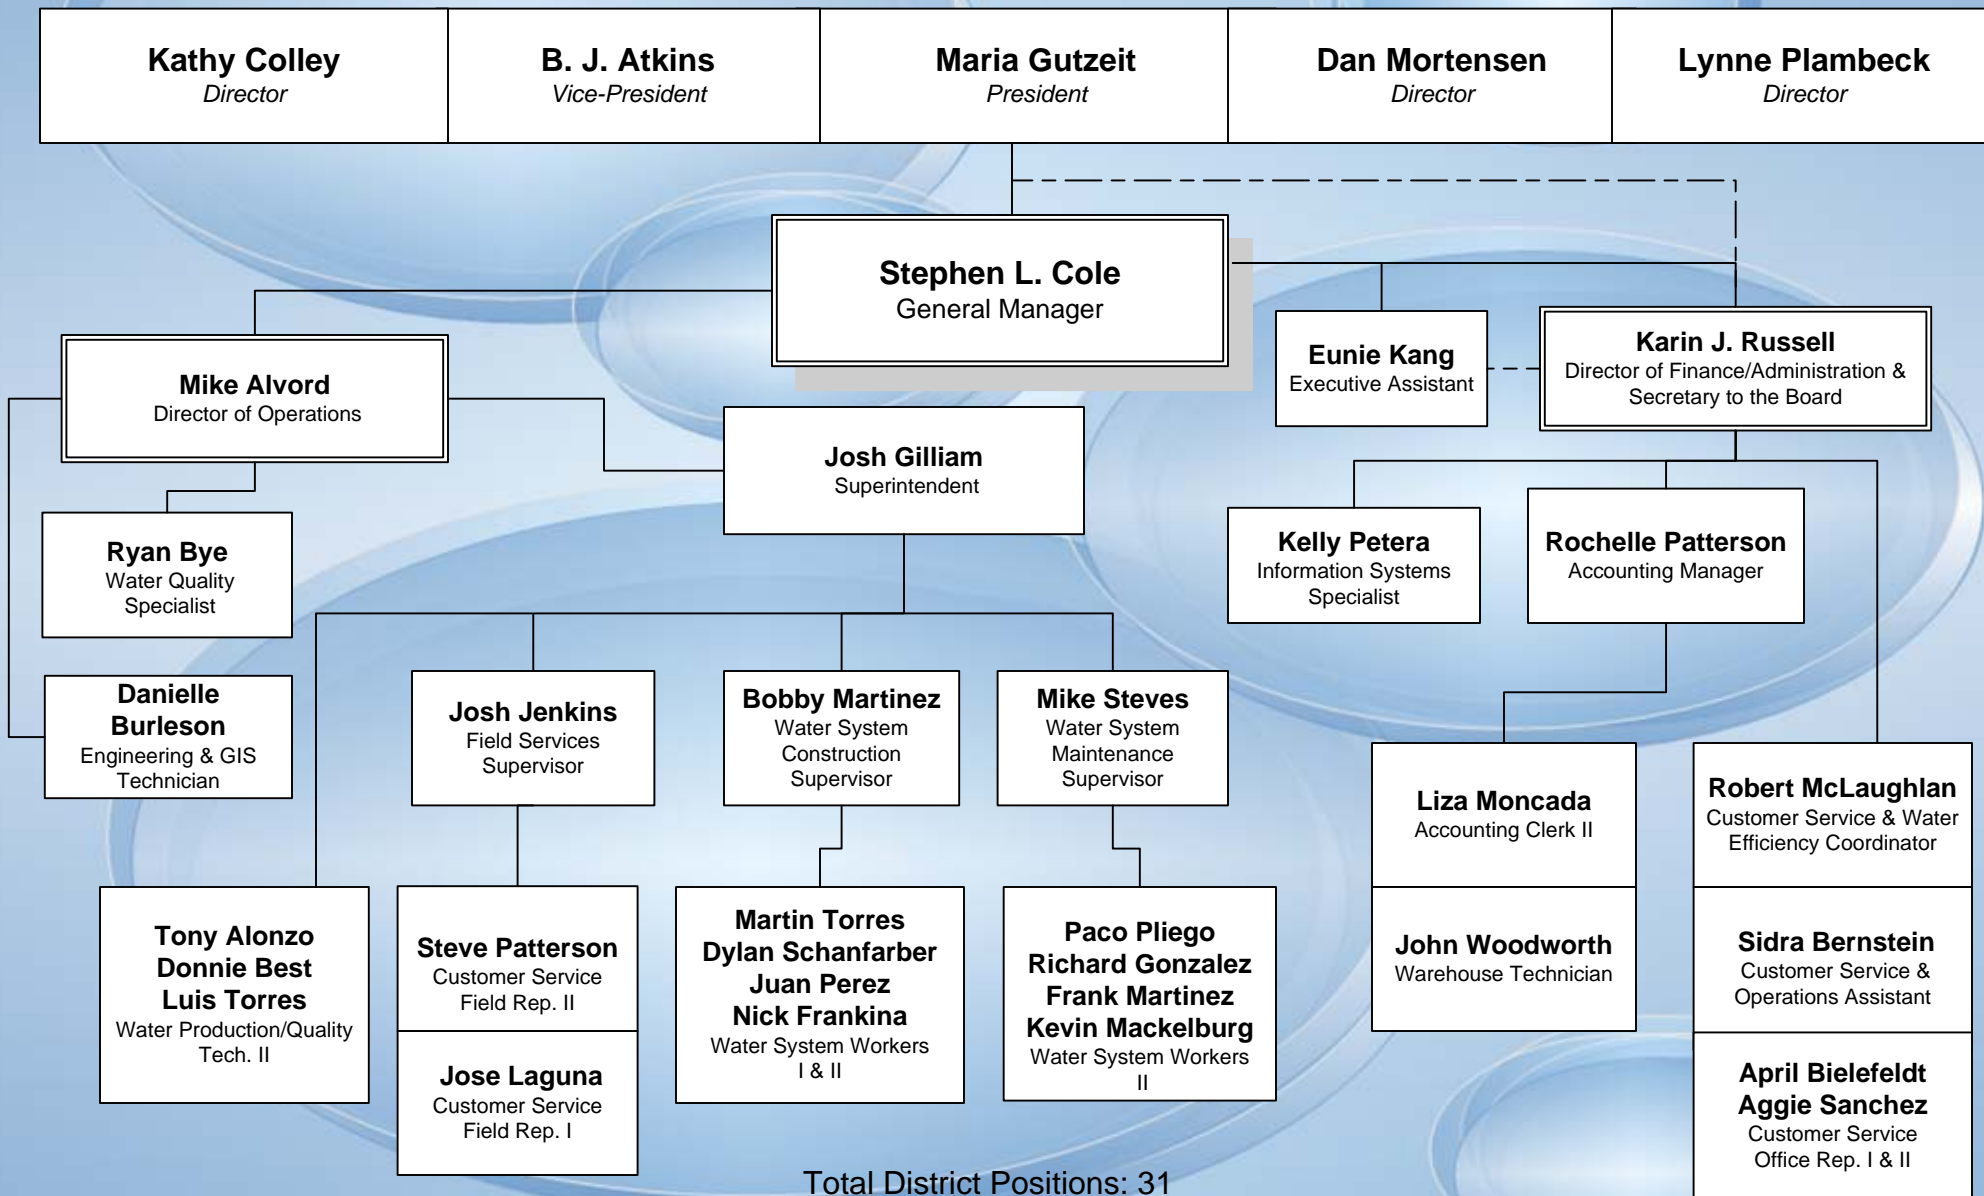 Kathy Colley
Director
B. J. Atkins
Vice-President
Maria Gutzeit
President
Dan Mortensen
Director
Lynne Plambeck
Director
Stephen L. Cole
General Manager
Mike Alvord
Director of Operations
Eunie Kang
Executive Assistant
Karin J. Russell
Director of Finance/Administration &
Secretary to the Board
Josh Gilliam
Superintendent
Ryan Bye
Water Quality
Specialist
Kelly Petera
Information Systems
Specialist
Rochelle Patterson
Accounting Manager
Danielle
Burleson
Engineering & GIS
Technician
Josh Jenkins
Field Services
Supervisor
Bobby Martinez
Water System
Construction
Supervisor
Mike Steves
Water System
Maintenance
Supervisor
Liza Moncada
Accounting Clerk II
Robert McLaughlan
Customer Service & Water
Efficiency Coordinator
Tony Alonzo
Donnie Best
Luis Torres
Water Production/Quality
Tech. II
Steve Patterson
Customer Service
Field Rep. II
Jose Laguna
Customer Service
Field Rep. I
Martin Torres
Dylan Schanfarber
Juan Perez
Nick Frankina
Water System Workers
I & II
Paco Pliego
Richard Gonzalez
Frank Martinez
Kevin Mackelburg
Water System Workers
II
John Woodworth
Warehouse Technician
Sidra Bernstein
Customer Service &
Operations Assistant
April Bielefeldt
Aggie Sanchez
Customer Service
Office Rep. I & II
Total District Positions: 31